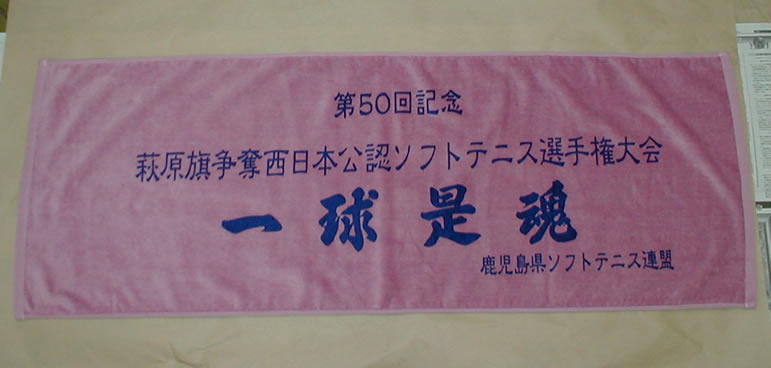 第50回記念
萩原旗争奪西日本公認ソフトテニス選手権大会
一球是魂
鹿児島県ソフトテニス連盟